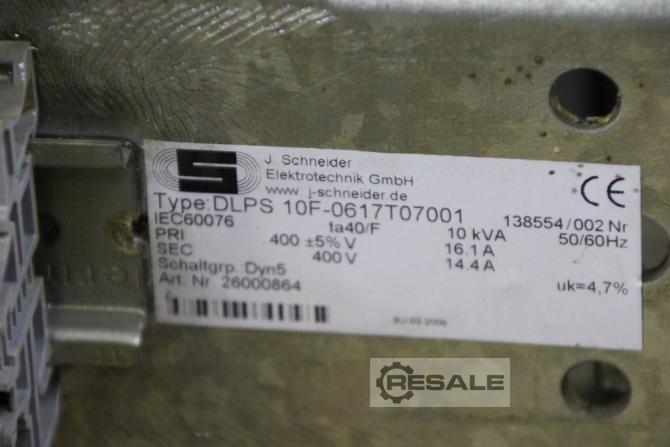 S
J. Schneider
Elektrotechnik GmbH
www. j-schneider.de
CE
Type: DLPS 10F-0617T07001
138554/002 Nr
IEC60076 ta40/F 10 kVA 50/60Hz
PRI 400 ±5% V 16.1 A
SEC 400 V 14.4 A
Schaltgrp.:Dyn5 uk=4,7%
Art. Nr. 26000864
RESALE